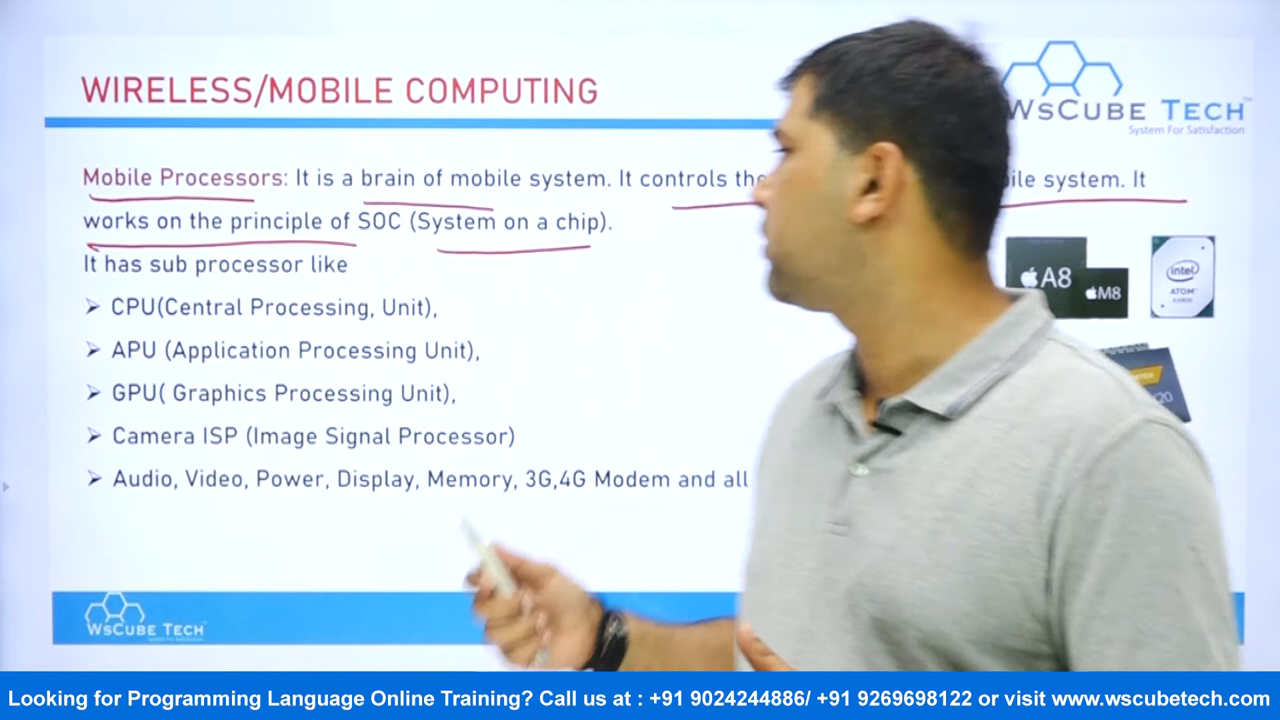 WIRELESS/MOBILE COMPUTING
WSCUBE TECH™
System For Satisfaction
Mobile Processors: It is a brain of mobile system. It controls the ile system. It
works on the principle of SOC (System on a chip).
It has sub processor like
➢ CPU(Central Processing, Unit),
A8
M8
intel
ATOM
➢ APU (Application Processing Unit),
➢ GPU( Graphics Processing Unit),
➢ Camera ISP (Image Signal Processor)
➢ Audio, Video, Power, Display, Memory, 3G,4G Modem and all
WSCUBE TECH
Looking for Programming Language Online Training? Call us at : +91 9024244886/ +91 9269698122 or visit www.wscubetech.com